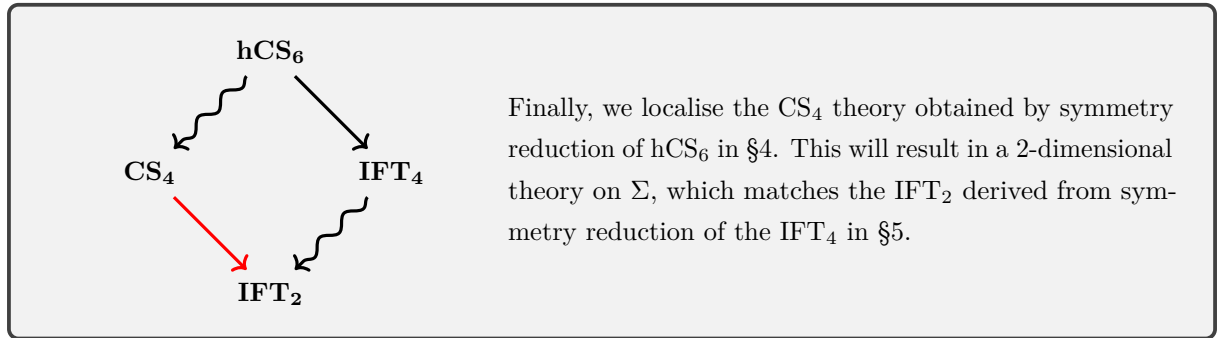 hCS₆
CS₄
IFT₄
IFT₂
Finally, we localise the CS₄ theory obtained by symmetry
reduction of hCS₆ in §4. This will result in a 2-dimensional
theory on Σ, which matches the IFT₂ derived from sym-
metry reduction of the IFT₄ in §5.